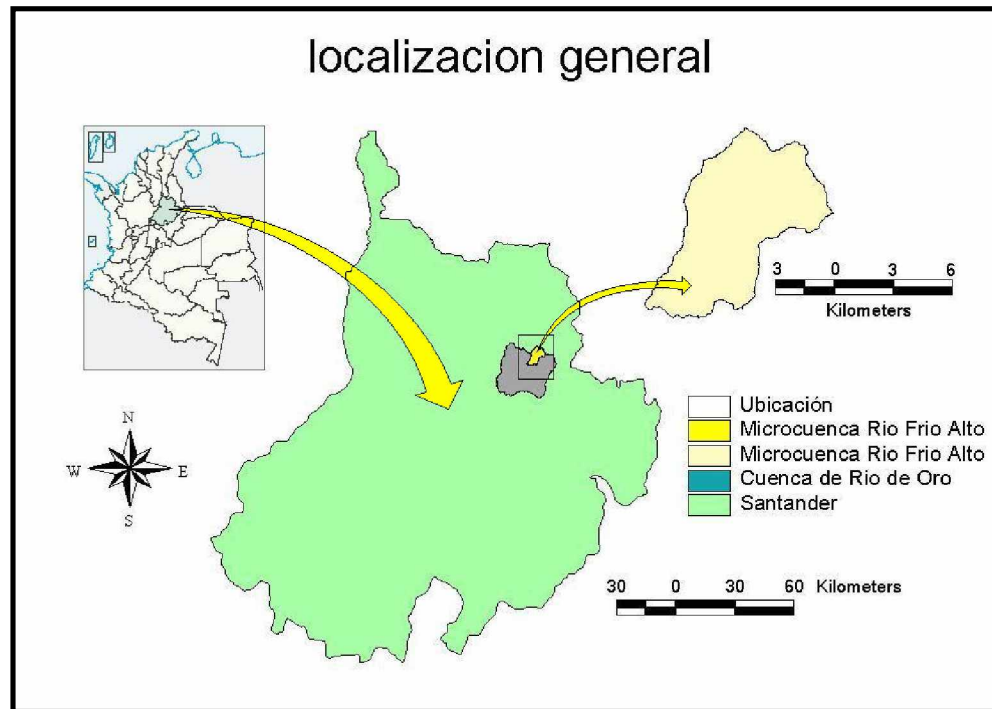 localizacion general
3 0 3 6
Kilometers
Ubicación
Microcuenca Rio Frio Alto
Microcuenca Rio Frio Alto
Cuenca de Rio de Oro
Santander
N
W E
S
30 0 30 60 Kilometers